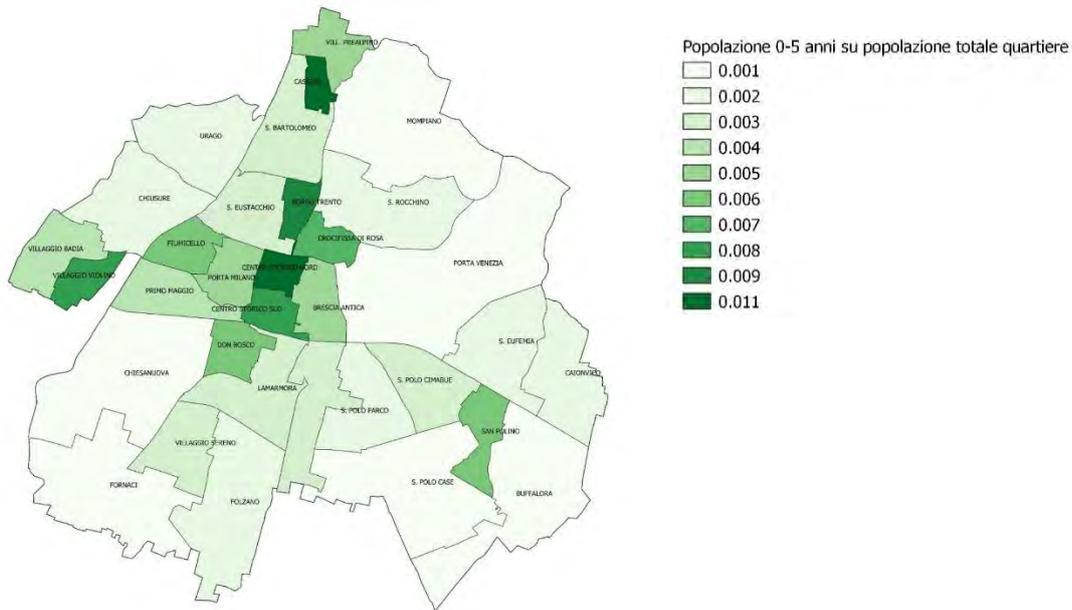 Popolazione 0-5 anni su popolazione totale quartiere
0.001
0.002
0.003
0.004
0.005
0.006
0.007
0.008
0.009
0.011
VILL. PREALPINO
MOMPIANO
URAGO
S. BARTOLOMEO
CHIUSURE
S. EUSTACCHIO
BORGO TRENTO
S. ROCCHINO
VILLAGGIO BADIA
FIUMICELLO
CROCIFISSA DI ROSA
VILLAGGIO VIOLINO
PORTA MILANO
CENTRO STORICO NORD
PORTA VENEZIA
PRIMO MAGGIO
CENTRO STORICO SUD
BRESCIA ANTICA
DON BOSCO
S. EUFEMIA
CHIESANUOVA
LAMARMORA
S. POLO CIMABUE
CAIONVICO
S. POLO PARCO
VILLAGGIO SERENO
SAN POLINO
FORNACI
FOLZANO
S. POLO CASE
BUFFALORA